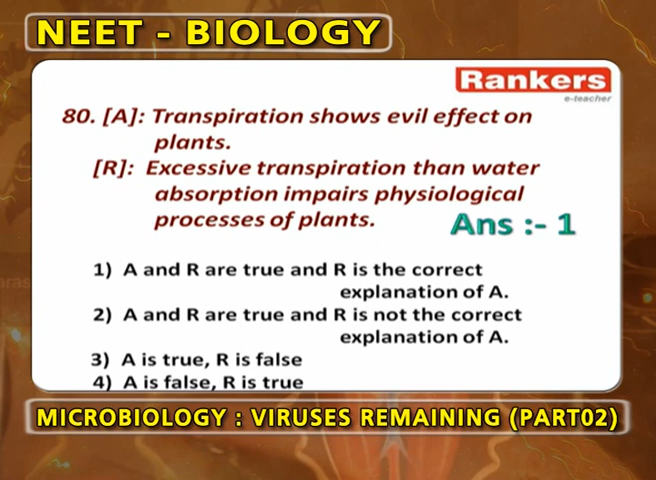 NEET - BIOLOGY
Rankers
e-teacher
80. [A]: Transpiration shows evil effect on
plants.
[R]: Excessive transpiration than water
absorption impairs physiological
processes of plants.
Ans :- 1
1) A and R are true and R is the correct
explanation of A.
2) A and R are true and R is not the correct
explanation of A.
3) A is true, R is false
4) A is false, R is true
MICROBIOLOGY : VIRUSES REMAINING (PART02)